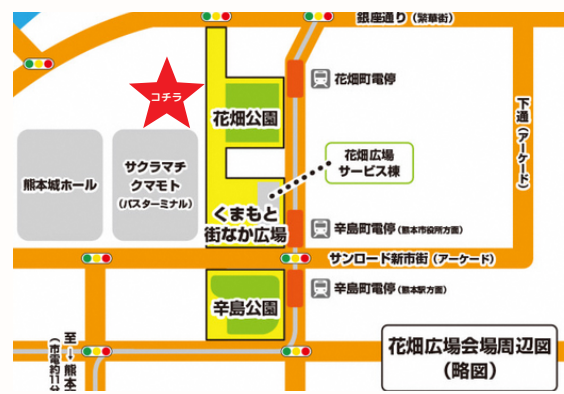 銀座通り（繁華街）
コチラ
花畑町電停
花畑公園
下通（アーケード）
熊本城ホール
サクラマチ
クマモト
（バスターミナル）
花畑広場
サービス棟
くまもと
街なか広場
辛島町電停（熊本市役所方面）
サンロード新市街（アーケード）
辛島公園
辛島町電停（熊本駅方面）
至→熊本
（市電約11分
花畑広場会場周辺図
（略図）